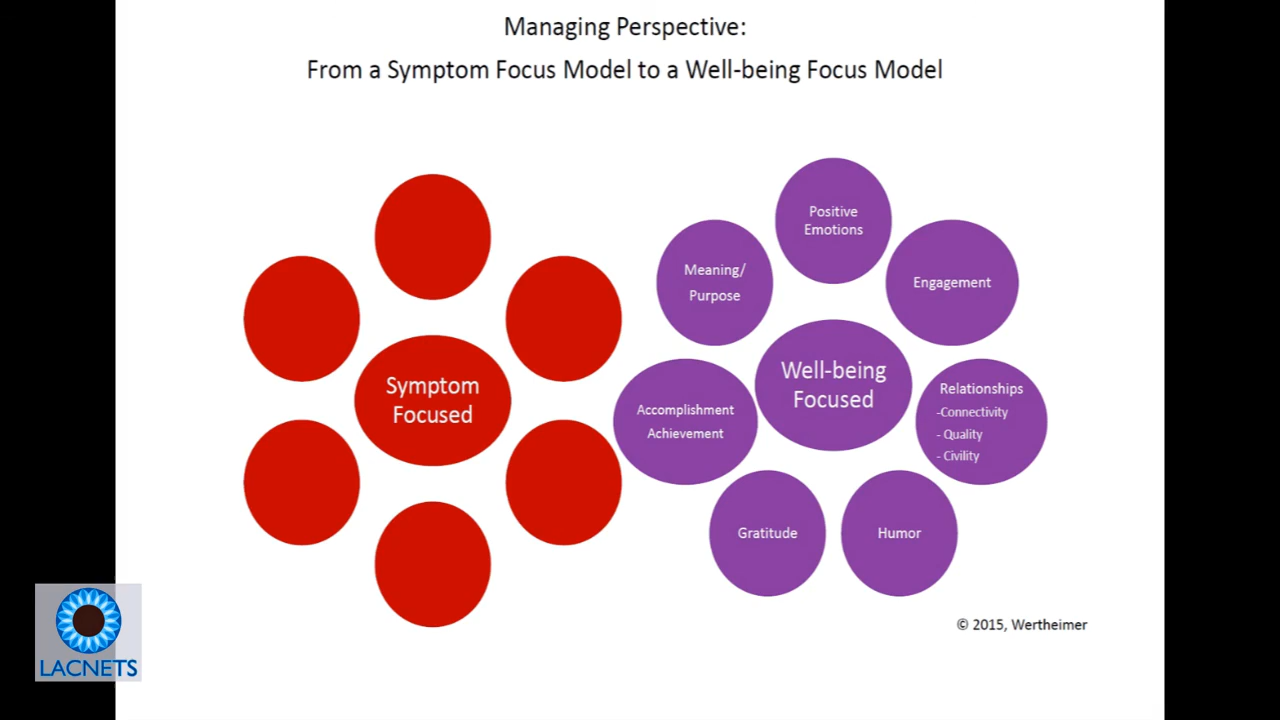 Managing Perspective:
From a Symptom Focus Model to a Well-being Focus Model
Symptom
Focused
Positive
Emotions
Meaning/
Purpose
Engagement
Well-being
Focused
Relationships
-Connectivity
- Quality
- Civility
Accomplishment
Achievement
Gratitude
Humor
© 2015, Wertheimer
LACNETS